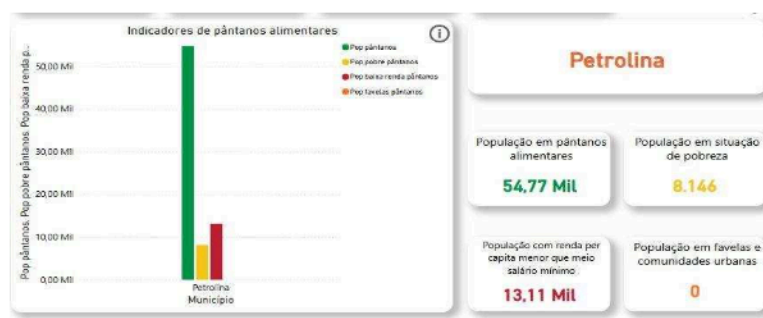 Indicadores de pântanos alimentares
Pop pântanos. Pop pobre pântanos. Pop baixa renda p...
50,00 Mil
40,00 Mil
30,00 Mil
20,00 Mil
10,00 Mil
0,00 Mil
Petrolina
Município
Pop pântanos
Pop pobre pântanos
Pop baixa renda pântanos
Pop favelas pântanos
Petrolina
População em pântanos
alimentares
54,77 Mil
População em situação
de pobreza
8.146
População com renda per
capita menor que meio
salário mínimo
13,11 Mil
População em favelas e
comunidades urbanas
0